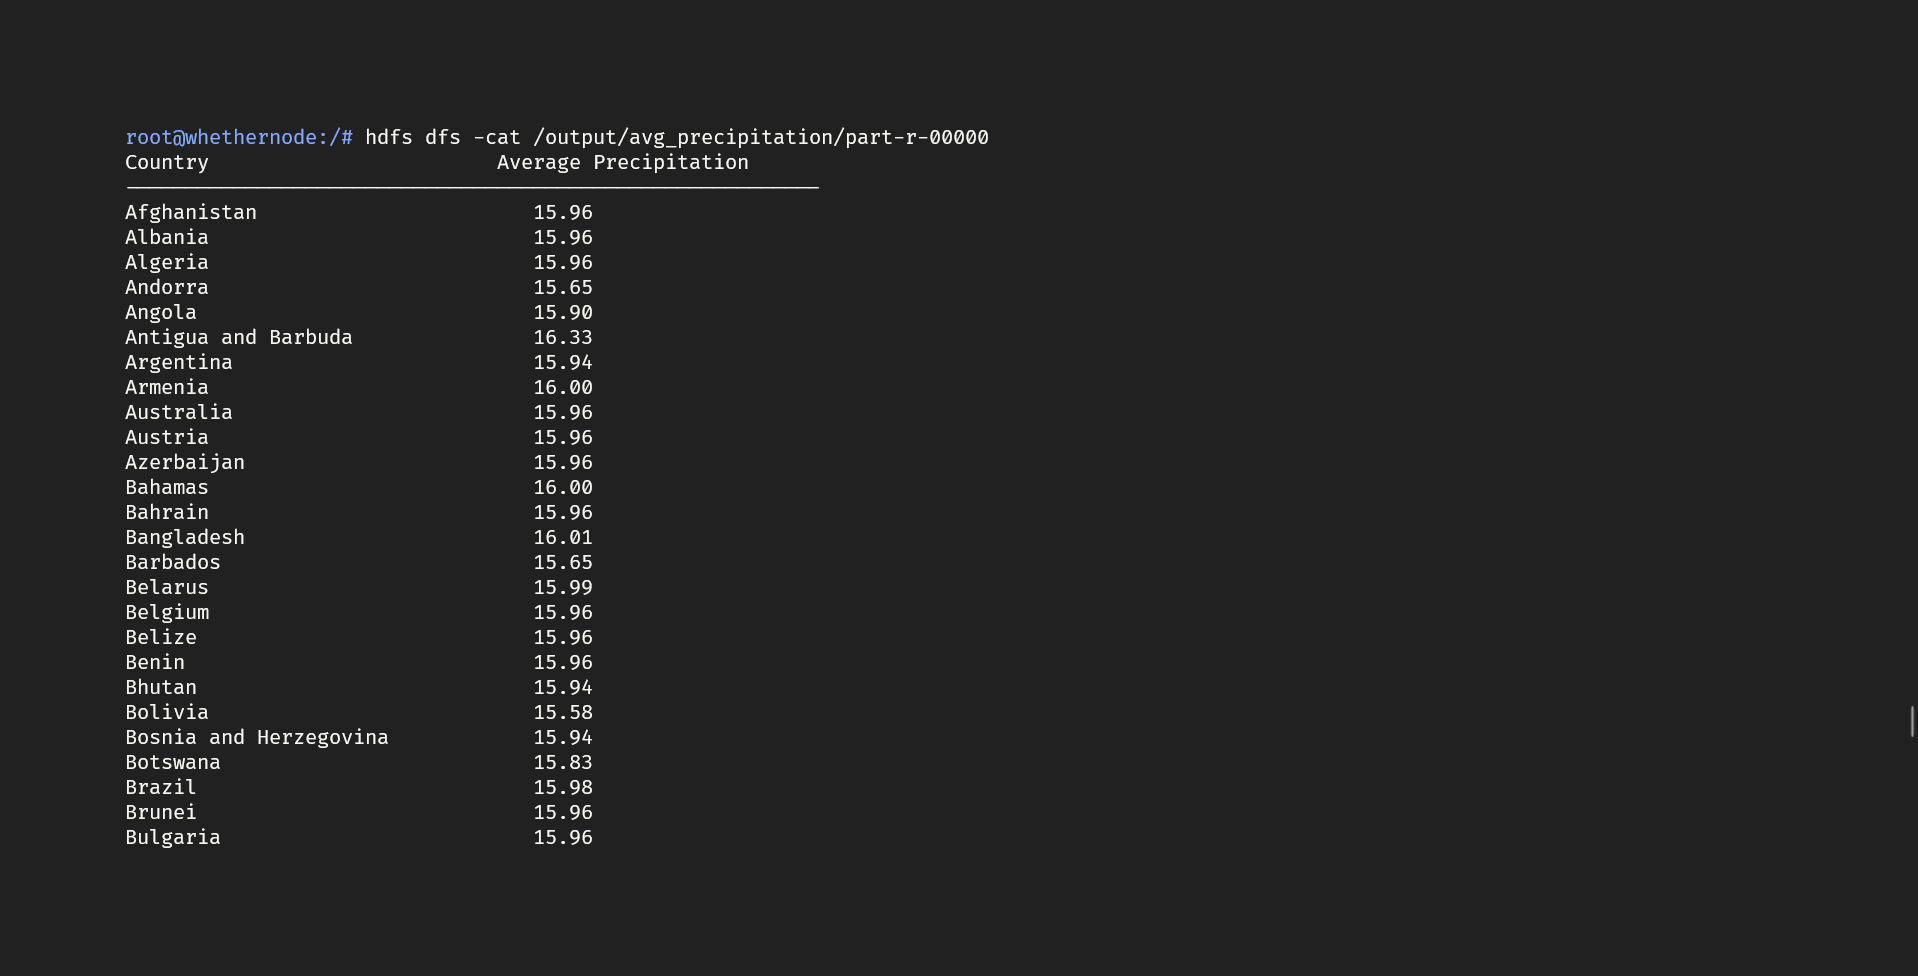 root@whethernode:/# hdfs dfs -cat /output/avg_precipitation/part-r-00000
Country                        Average Precipitation
----------------------------------------------------------
Afghanistan                       15.96
Albania                           15.96
Algeria                           15.96
Andorra                           15.65
Angola                            15.90
Antigua and Barbuda               16.33
Argentina                         15.94
Armenia                           16.00
Australia                         15.96
Austria                           15.96
Azerbaijan                        15.96
Bahamas                           16.00
Bahrain                           15.96
Bangladesh                        16.01
Barbados                          15.65
Belarus                           15.99
Belgium                           15.96
Belize                            15.96
Benin                             15.96
Bhutan                            15.94
Bolivia                           15.58
Bosnia and Herzegovina            15.94
Botswana                          15.83
Brazil                            15.98
Brunei                            15.96
Bulgaria                          15.96